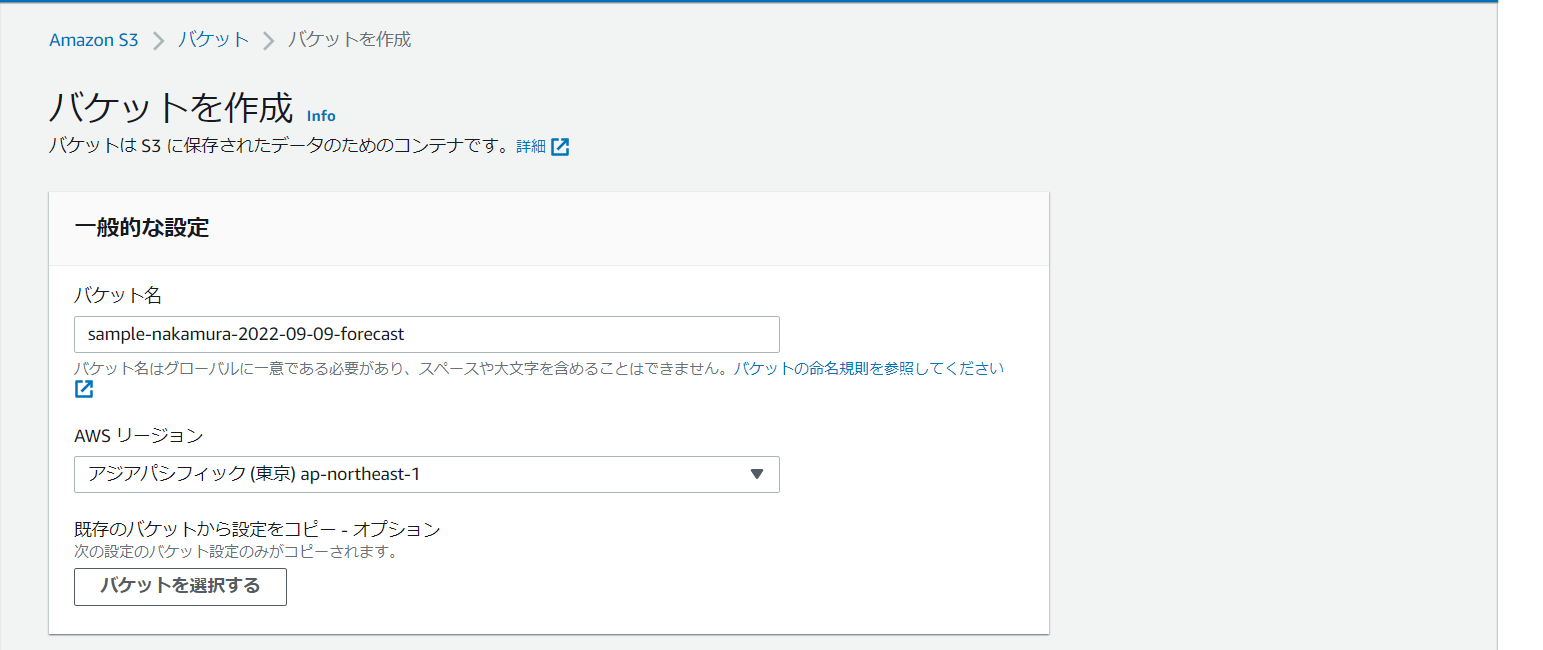 Amazon S3 > バケット > バケットを作成
バケットを作成 Info
バケットは S3 に保存されたデータのためのコンテナです。詳細
一般的な設定
バケット名
sample-nakamura-2022-09-09-forecast
バケット名はグローバルに一意である必要があり、スペースや大文字を含めることはできません。バケットの命名規則を参照してください
AWS リージョン
アジアパシフィック (東京) ap-northeast-1
既存のバケットから設定をコピー - オプション
次の設定のバケット設定のみがコピーされます。
バケットを選択する